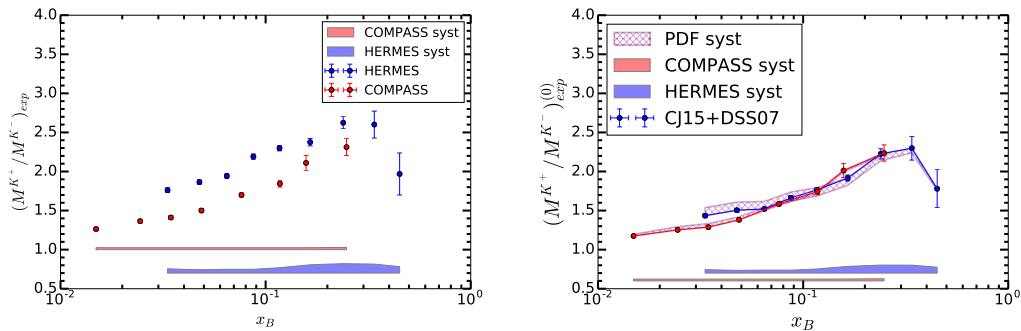 4.0
3.5
3.0
2.5
2.0
1.5
1.0
0.5
10^-2
10^-1
10^0
x_B
(M^{K^+}/M^{K^-})_{exp}
COMPASS syst
HERMES syst
HERMES
COMPASS
4.0
3.5
3.0
2.5
2.0
1.5
1.0
0.5
10^-2
10^-1
10^0
x_B
(M^{K^+}/M^{K^-})^{(0)}_{exp}
PDF syst
COMPASS syst
HERMES syst
CJ15+DSS07